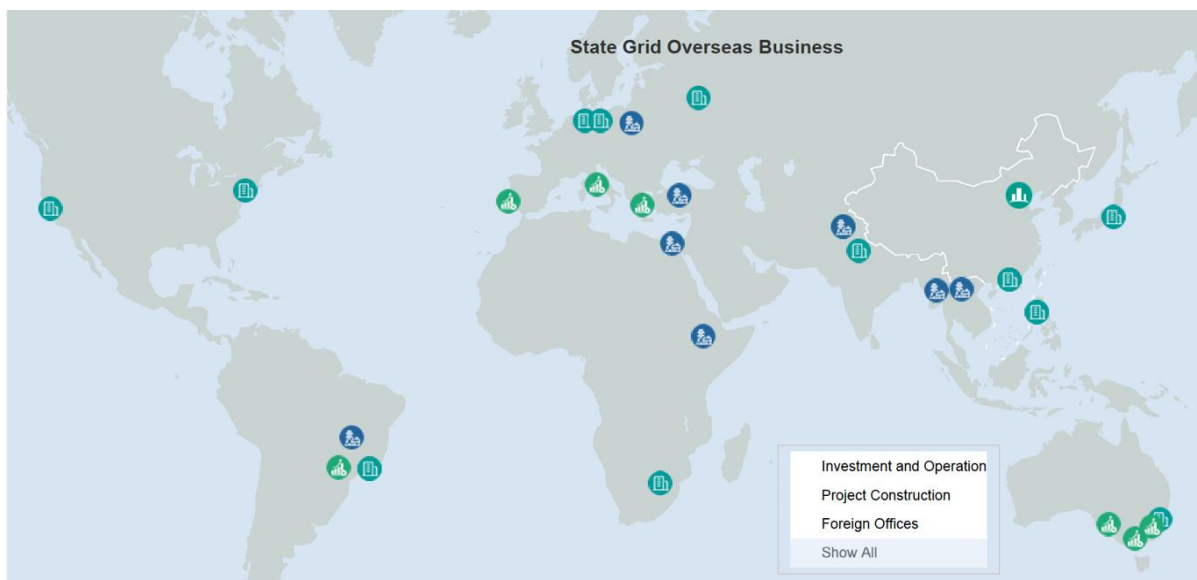 State Grid Overseas Business
Investment and Operation
Project Construction
Foreign Offices
Show All